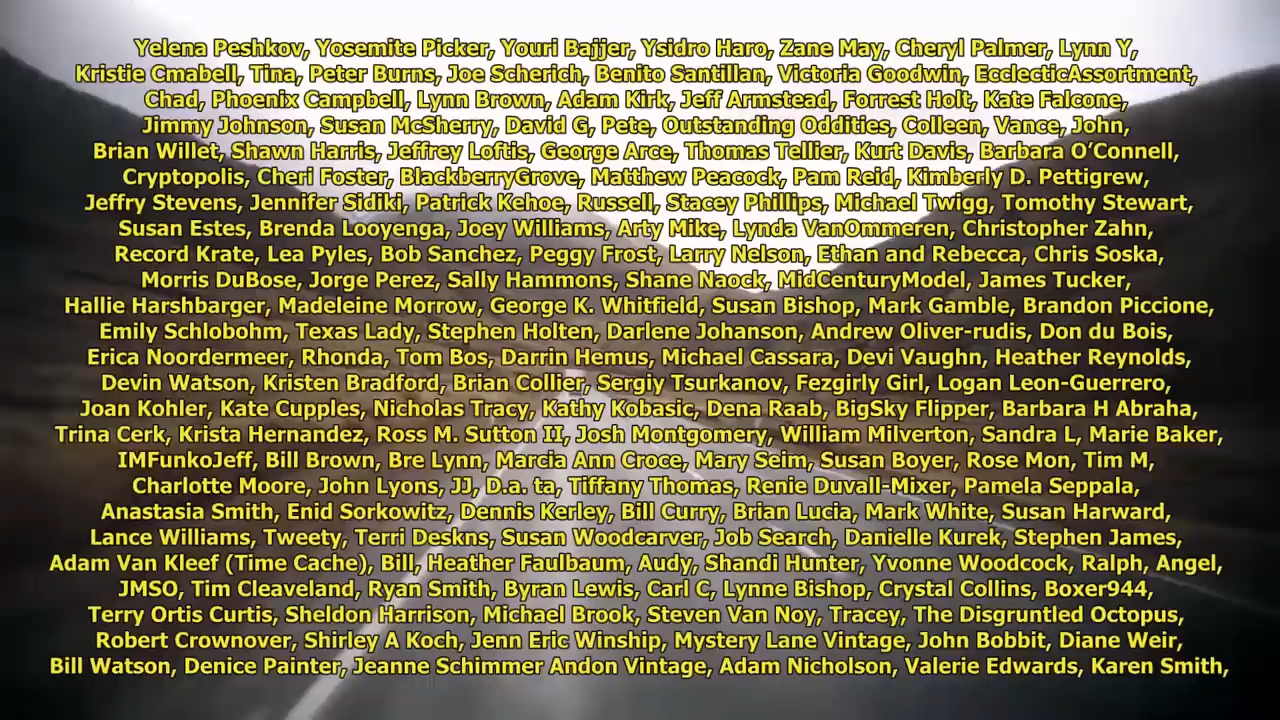 Yelena Peshkov, Yosemite Picker, Youri Bajjer, Ysidro Haro, Zane May, Cheryl Palmer, Lynn Y,
Kristie Cmabell, Tina, Peter Burns, Joe Scherich, Benito Santillan, Victoria Goodwin, EcclecticAssortment,
Chad, Phoenix Campbell, Lynn Brown, Adam Kirk, Jeff Armstead, Forrest Holt, Kate Falcone,
Jimmy Johnson, Susan McSherry, David G, Pete, Outstanding Oddities, Colleen, Vance, John,
Brian Willet, Shawn Harris, Jeffrey Loftis, George Arce, Thomas Tellier, Kurt Davis, Barbara O’Connell,
Cryptopolis, Cheri Foster, BlackberryGrove, Matthew Peacock, Pam Reid, Kimberly D. Pettigrew,
Jeffry Stevens, Jennifer Sidiki, Patrick Kehoe, Russell, Stacey Phillips, Michael Twigg, Tomothy Stewart,
Susan Estes, Brenda Looyenga, Joey Williams, Arty Mike, Lynda VanOmmeren, Christopher Zahn,
Record Krate, Lea Pyles, Bob Sanchez, Peggy Frost, Larry Nelson, Ethan and Rebecca, Chris Soska,
Morris DuBose, Jorge Perez, Sally Hammons, Shane Naock, MidCenturyModel, James Tucker,
Hallie Harshbarger, Madeleine Morrow, George K. Whitfield, Susan Bishop, Mark Gamble, Brandon Piccione,
Emily Schlobohm, Texas Lady, Stephen Holten, Darlene Johanson, Andrew Oliver-rudis, Don du Bois,
Erica Noordermeer, Rhonda, Tom Bos, Darrin Hemus, Michael Cassara, Devi Vaughn, Heather Reynolds,
Devin Watson, Kristen Bradford, Brian Collier, Sergiy Tsurkanov, Fezgirly Girl, Logan Leon-Guerrero,
Joan Kohler, Kate Cupples, Nicholas Tracy, Kathy Kobasic, Dena Raab, BigSky Flipper, Barbara H Abraha,
Trina Cerk, Krista Hernandez, Ross M. Sutton II, Josh Montgomery, William Milverton, Sandra L, Marie Baker,
IMFunkoJeff, Bill Brown, Bre Lynn, Marcia Ann Croce, Mary Seim, Susan Boyer, Rose Mon, Tim M,
Charlotte Moore, John Lyons, JJ, D.a. ta, Tiffany Thomas, Renie Duvall-Mixer, Pamela Seppala,
Anastasia Smith, Enid Sorkowitz, Dennis Kerley, Bill Curry, Brian Lucia, Mark White, Susan Harward,
Lance Williams, Tweety, Terri Deskns, Susan Woodcarver, Job Search, Danielle Kurek, Stephen James,
Adam Van Kleef (Time Cache), Bill, Heather Faulbaum, Audy, Shandi Hunter, Yvonne Woodcock, Ralph, Angel,
JMSO, Tim Cleaveland, Ryan Smith, Byran Lewis, Carl C, Lynne Bishop, Crystal Collins, Boxer944,
Terry Ortis Curtis, Sheldon Harrison, Michael Brook, Steven Van Noy, Tracey, The Disgruntled Octopus,
Robert Crownover, Shirley A Koch, Jenn Eric Winship, Mystery Lane Vintage, John Bobbit, Diane Weir,
Bill Watson, Denice Painter, Jeanne Schimmer Andon Vintage, Adam Nicholson, Valerie Edwards, Karen Smith,